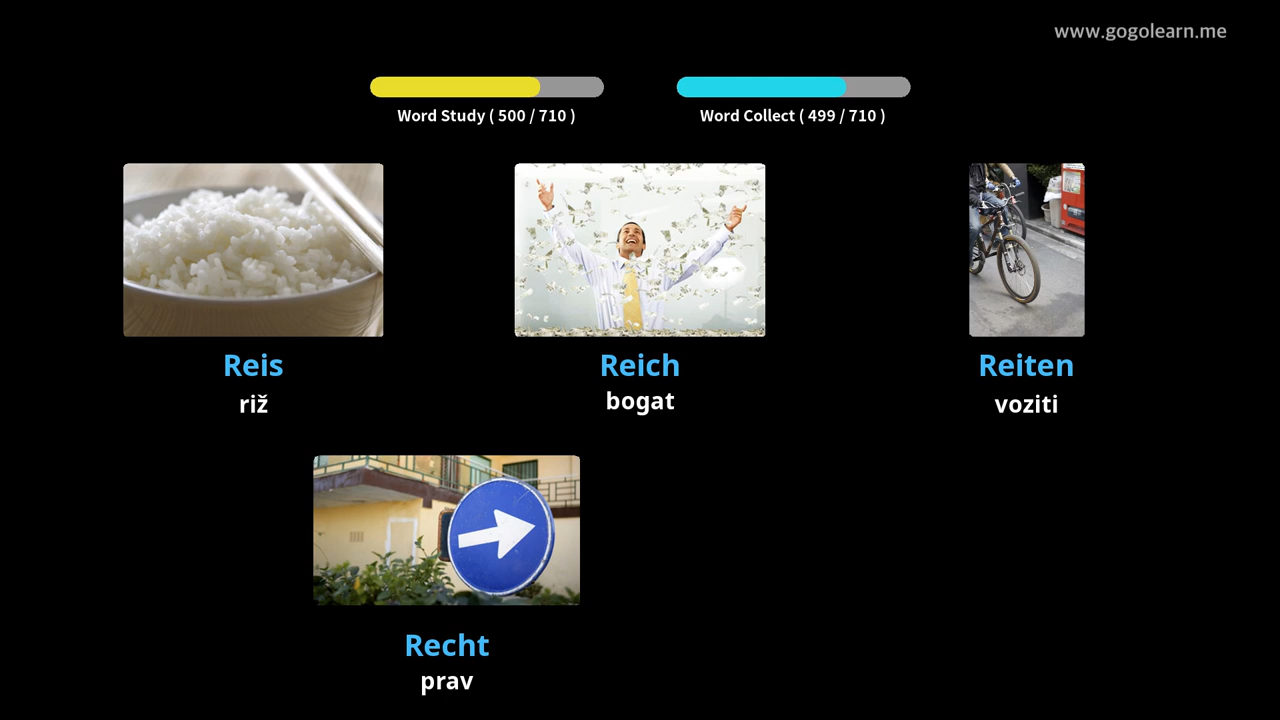 www.gogolearn.me
Word Study ( 500 / 710 )
Word Collect ( 499 / 710 )
Reis
riž
Reich
bogat
Reiten
voziti
Recht
prav